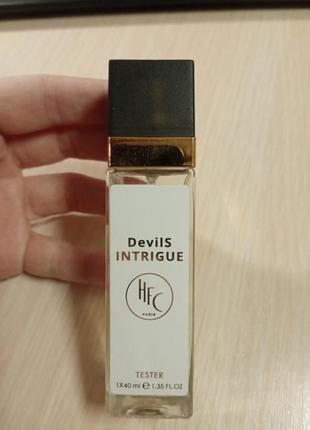 DevilS
INTRIGUE
HFC
PARIS
TESTER
1X40 ml ℮ 1,35 FL.OZ